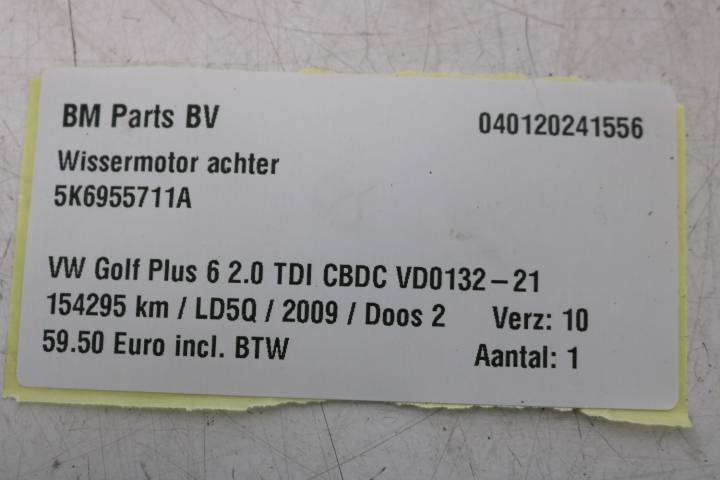 BM Parts BV 040120241556
Wissermotor achter
5K6955711A
VW Golf Plus 6 2.0 TDI CBDC VD0132-21
154295 km / LD5Q / 2009 / Doos 2 Verz: 10
59.50 Euro incl. BTW Aantal: 1